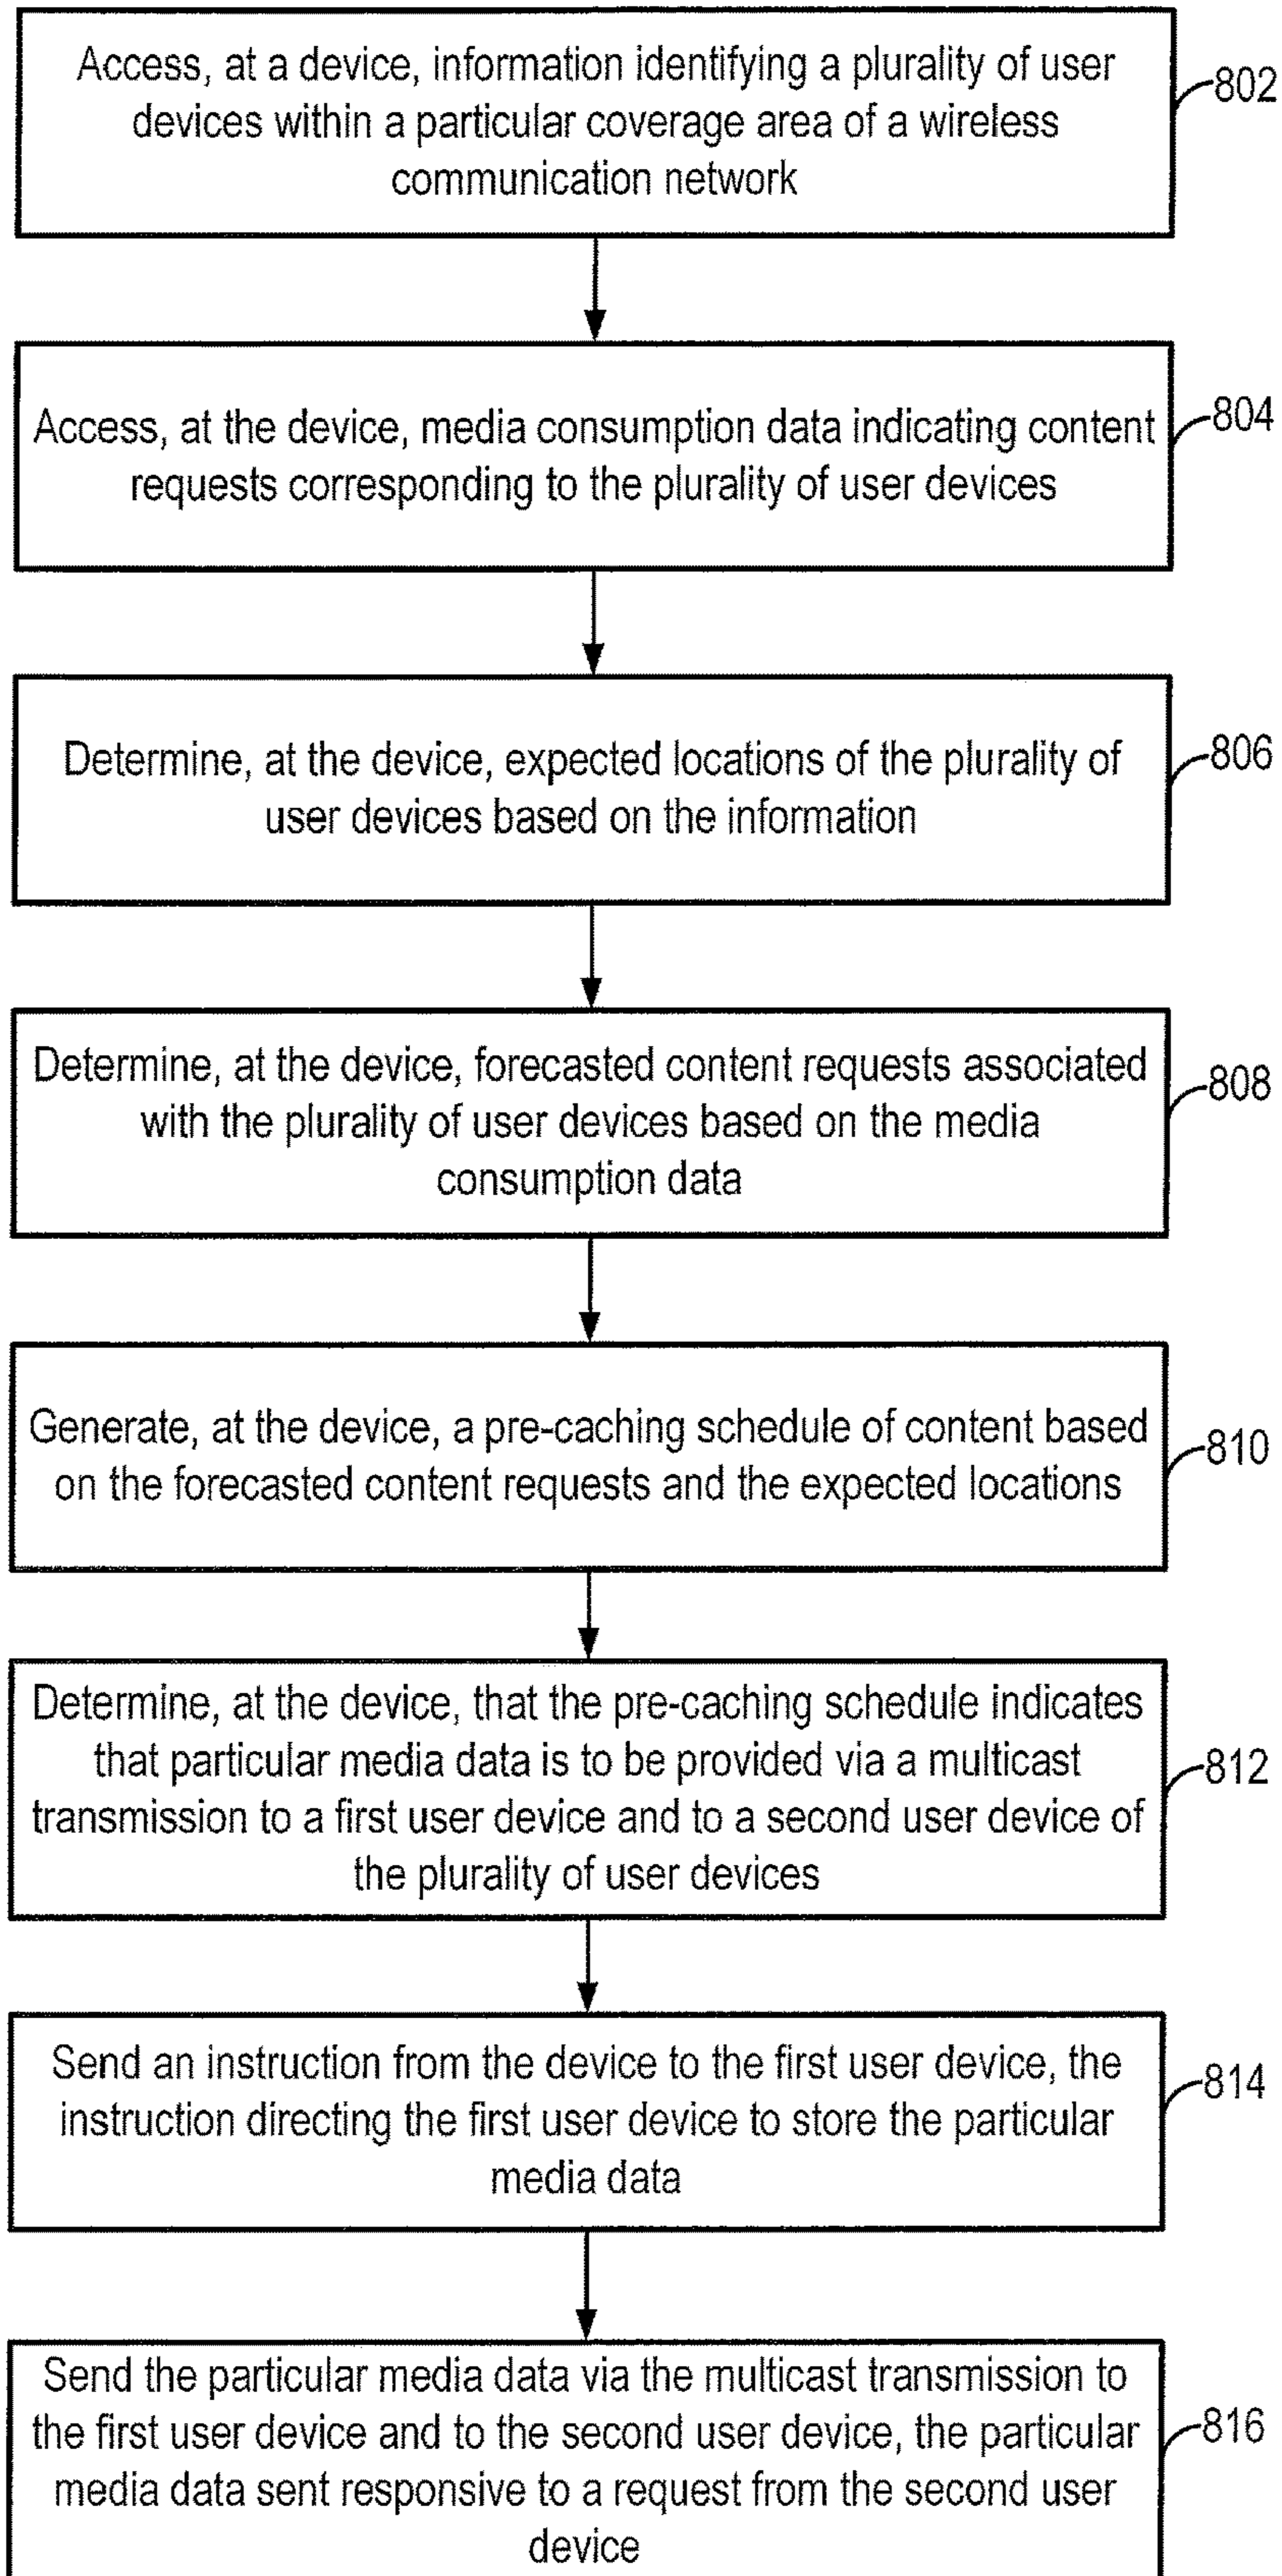 Access, at a device, information identifying a plurality of user
devices within a particular coverage area of a wireless
communication network
802
Access, at the device, media consumption data indicating content
requests corresponding to the plurality of user devices
804
Determine, at the device, expected locations of the plurality of
user devices based on the information
806
Determine, at the device, forecasted content requests associated
with the plurality of user devices based on the media
consumption data
808
Generate, at the device, a pre-caching schedule of content based
on the forecasted content requests and the expected locations
810
Determine, at the device, that the pre-caching schedule indicates
that particular media data is to be provided via a multicast
transmission to a first user device and to a second user device of
the plurality of user devices
812
Send an instruction from the device to the first user device, the
instruction directing the first user device to store the particular
media data
814
Send the particular media data via the multicast transmission to
the first user device and to the second user device, the particular
media data sent responsive to a request from the second user
device
816